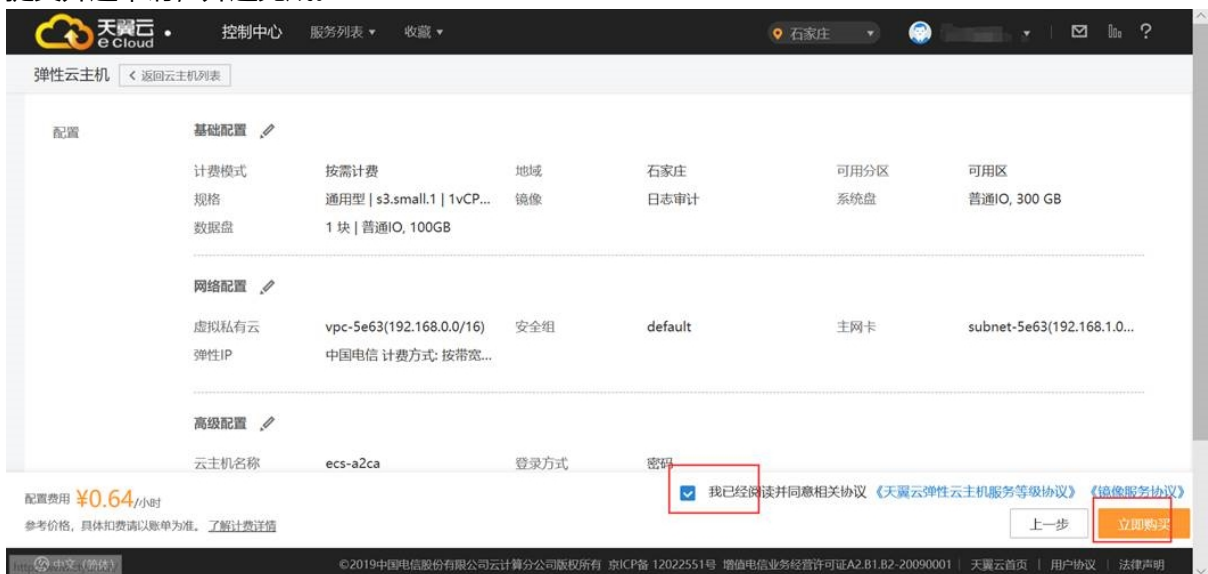 天翼云
e Cloud
控制中心 服务列表 收藏 石家庄
弹性云主机 < 返回云主机列表
配置 基础配置
计费模式 按需计费 地域 石家庄 可用分区 可用区
规格 通用型 | s3.small.1 | 1vCP... 镜像 日志审计 系统盘 普通IO, 300 GB
数据盘 1 块 | 普通IO, 100GB
网络配置
虚拟私有云 vpc-5e63(192.168.0.0/16) 安全组 default 主网卡 subnet-5e63(192.168.1.0...
弹性IP 中国电信 计费方式: 按带宽...
高级配置
云主机名称 ecs-a2ca 登录方式 密码
我已经阅读并同意相关协议 《天翼云弹性云主机服务等级协议》 《镜像服务协议》
配置费用 ¥0.64/小时
参考价格，具体扣费请以账单为准。 了解计费详情
上一步 立即购买
中文 (简体) ©2019中国电信股份有限公司云计算分公司版权所有 京ICP备 12022551号 增值电信业务经营许可证A2.B1.B2-20090001 | 天翼云首页 | 用户协议 | 法律声明